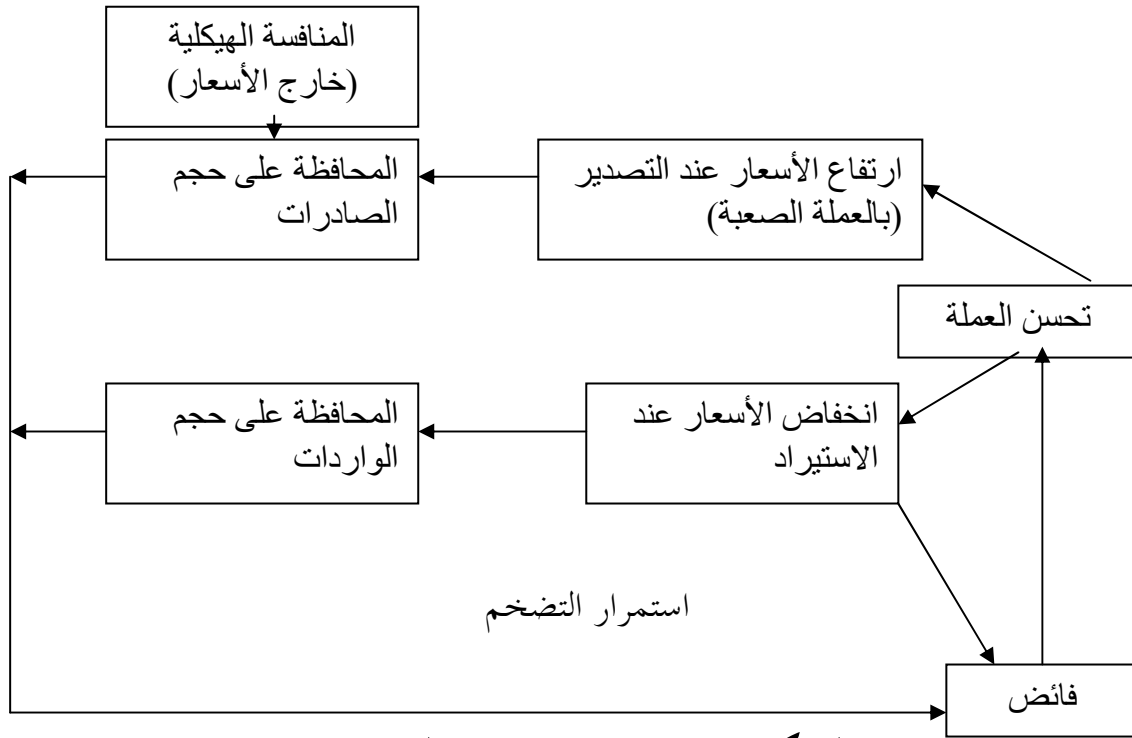 المنافسة الهيكلية
(خارج الأسعار)
ارتفاع الأسعار عند التصدير
(بالعملة الصعبة)
المحافظة على حجم
الصادرات
تحسن العملة
انخفاض الأسعار عند
الاستيراد
المحافظة على حجم
الواردات
استمرار التضخم
فائض